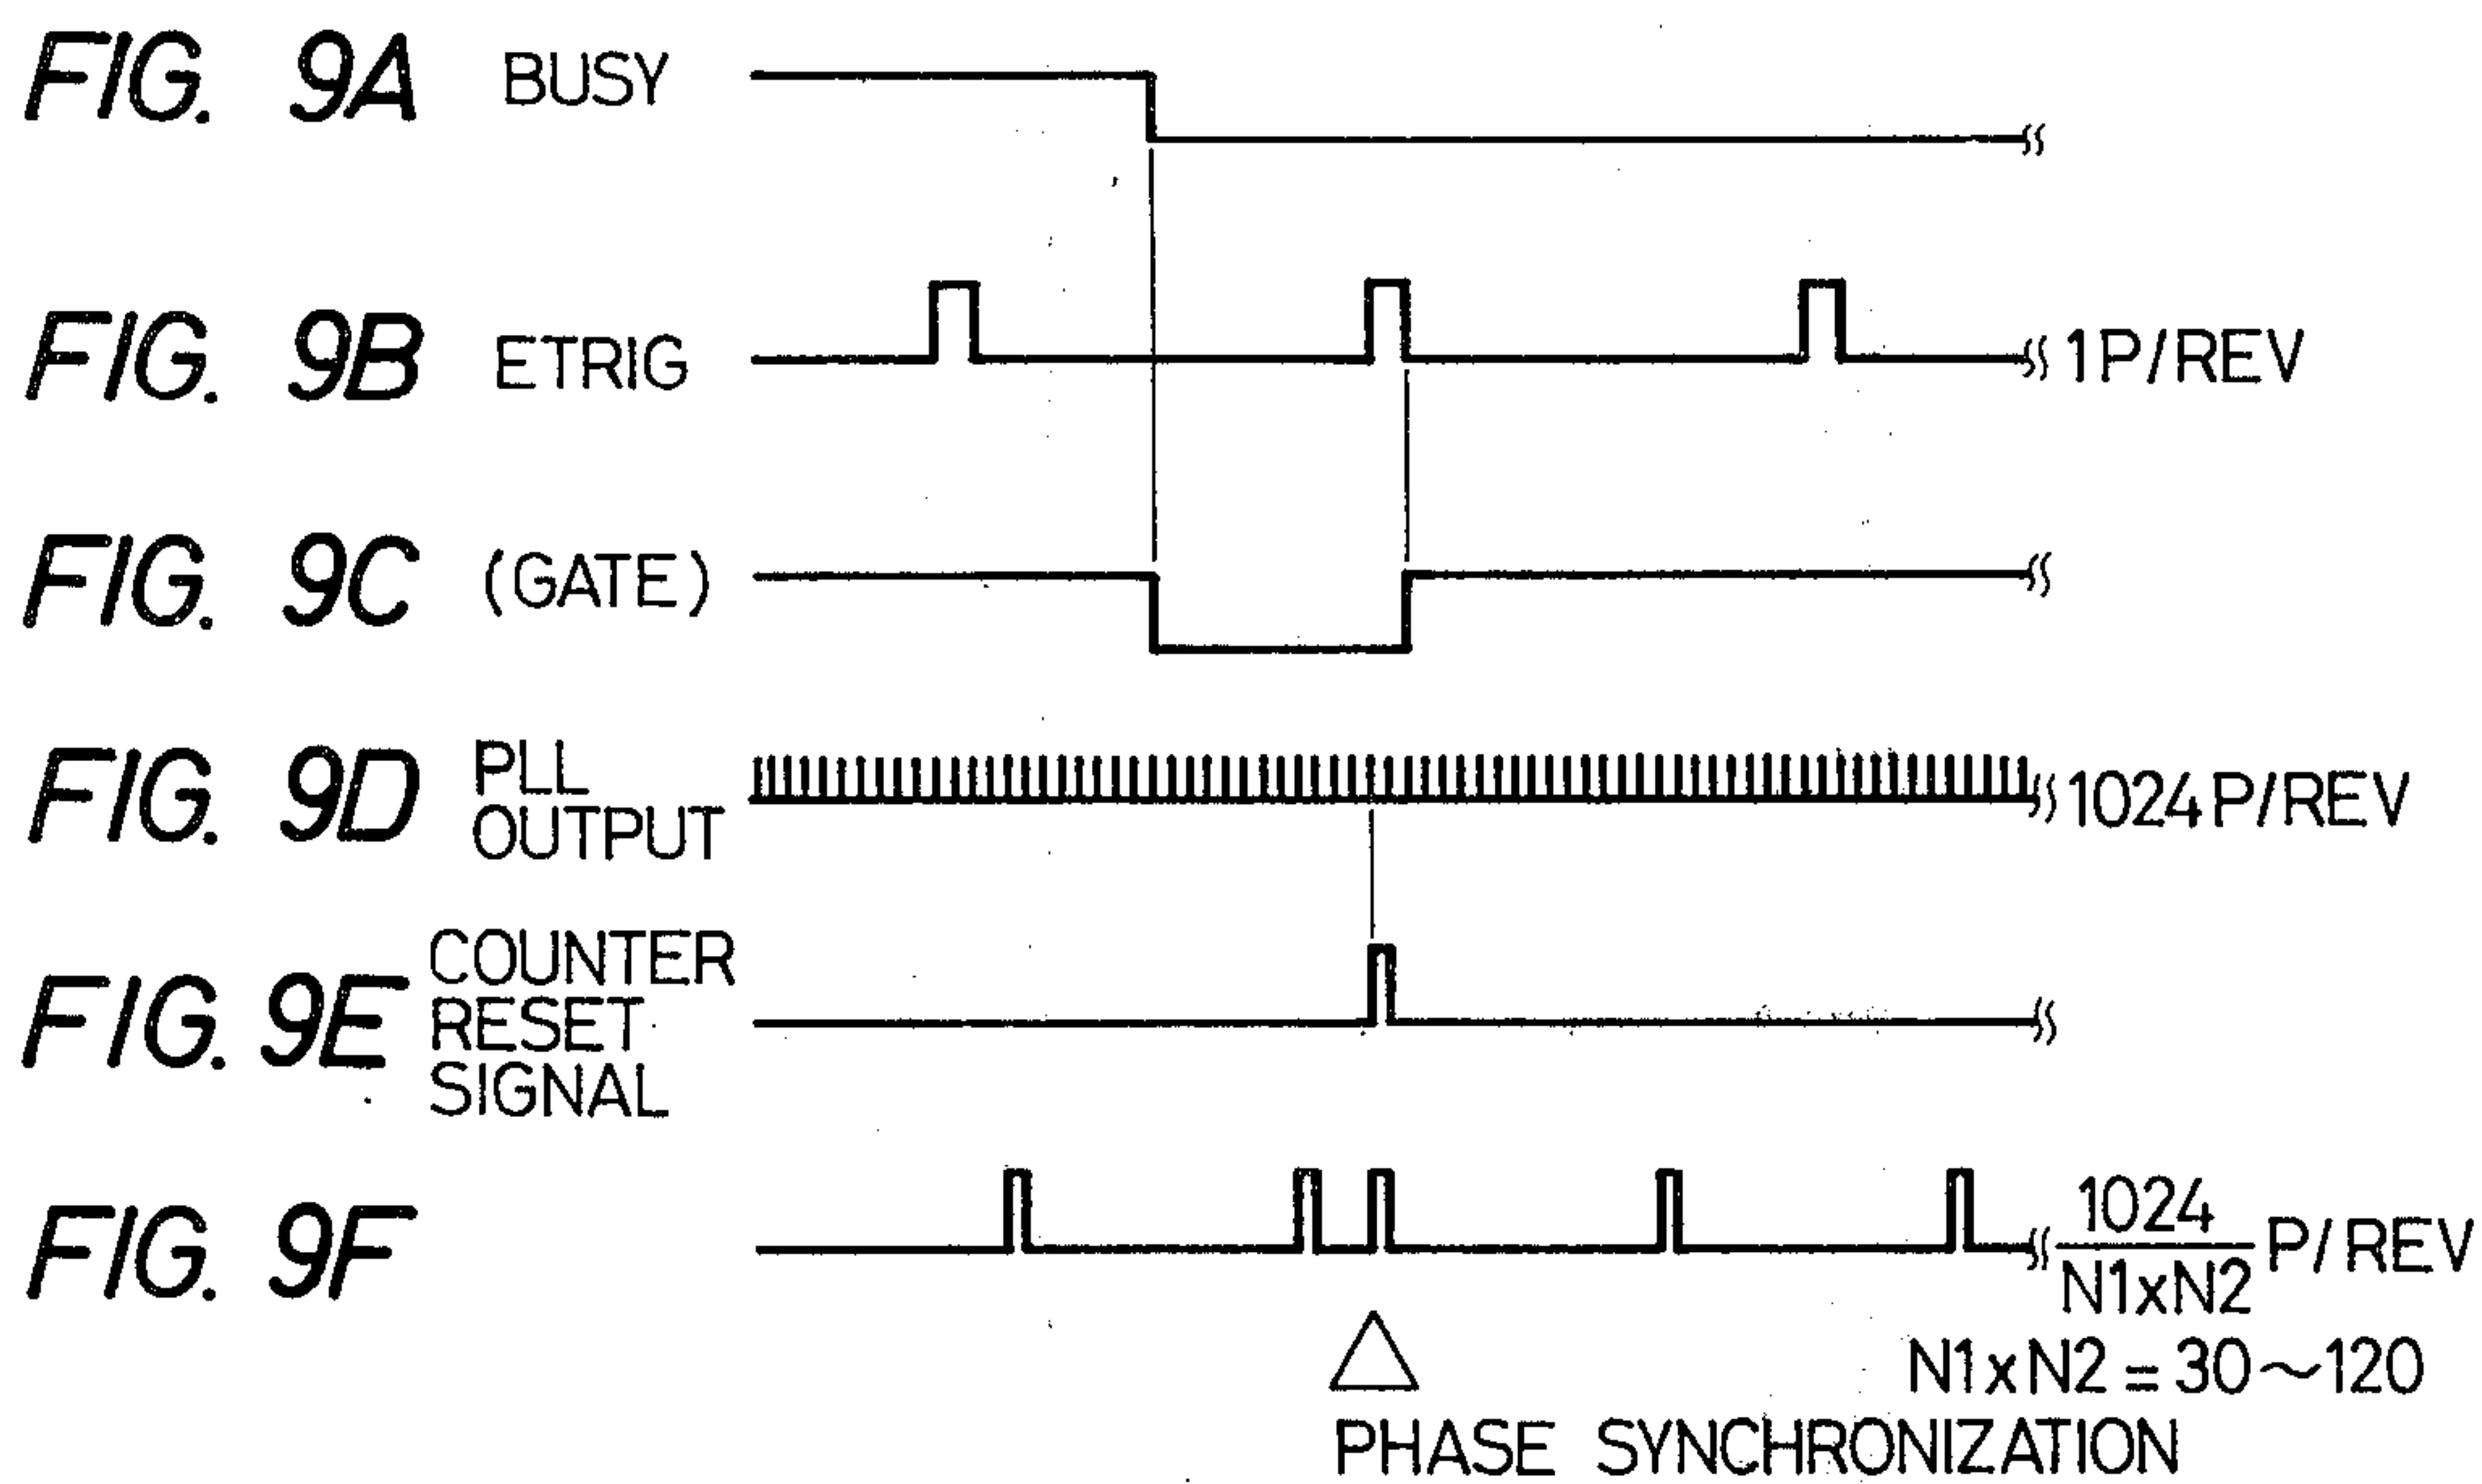 FIG. 9A BUSY
FIG. 9B ETRIG 1P/REV
FIG. 9C (GATE)
FIG. 9D PLL OUTPUT 1024P/REV
FIG. 9E COUNTER RESET SIGNAL
FIG. 9F 1024 P/REV
N1xN2
N1xN2 = 30~120
PHASE SYNCHRONIZATION